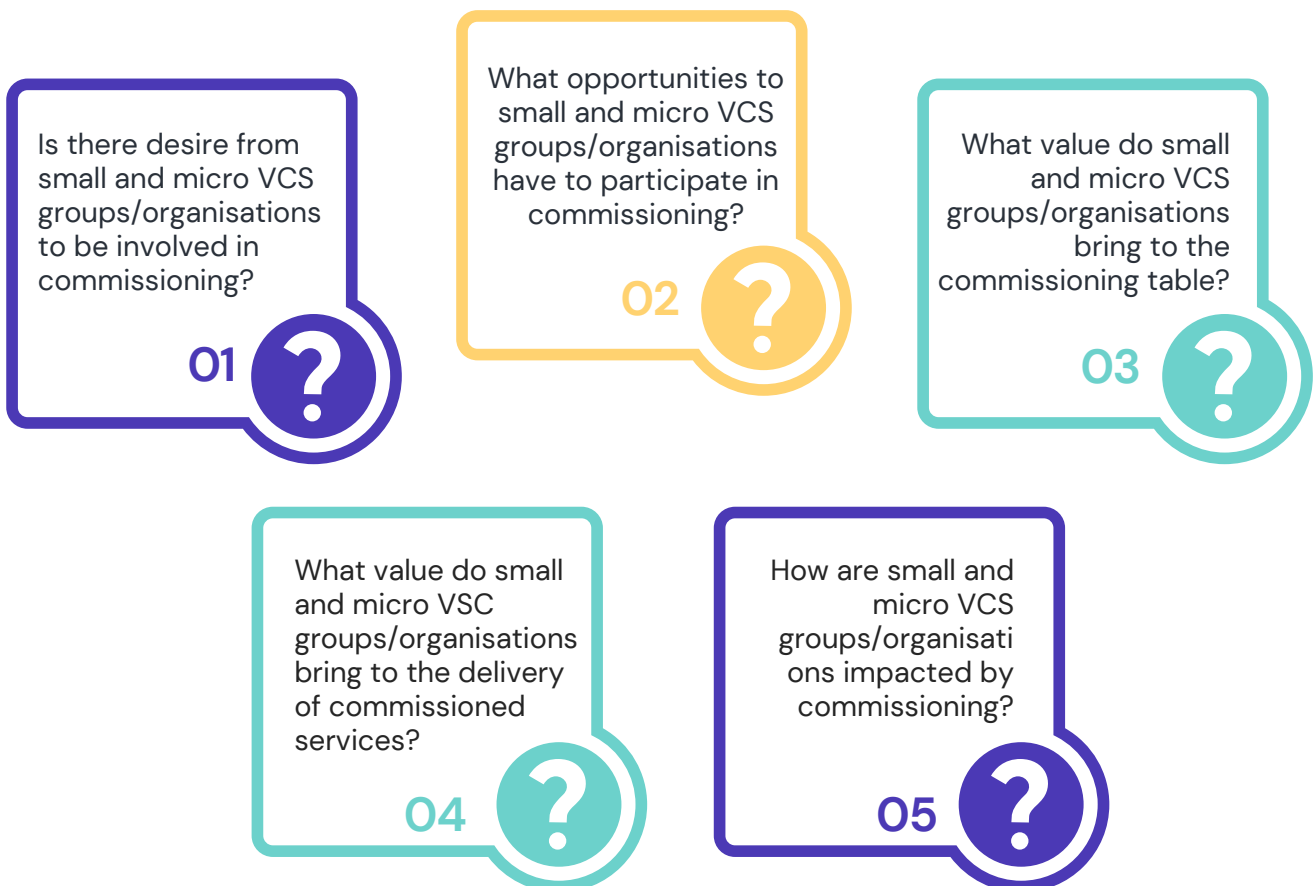 Is there desire from
small and micro VCS
groups/organisations
to be involved in
commissioning?
01
?
What opportunities to
small and micro VCS
groups/organisations
have to participate in
commissioning?
02
?
What value do small
and micro VCS
groups/organisations
bring to the
commissioning table?
03
?
What value do small
and micro VSC
groups/organisations
bring to the delivery
of commissioned
services?
04
?
How are small and
micro VCS
groups/organisati
ons impacted by
commissioning?
05
?